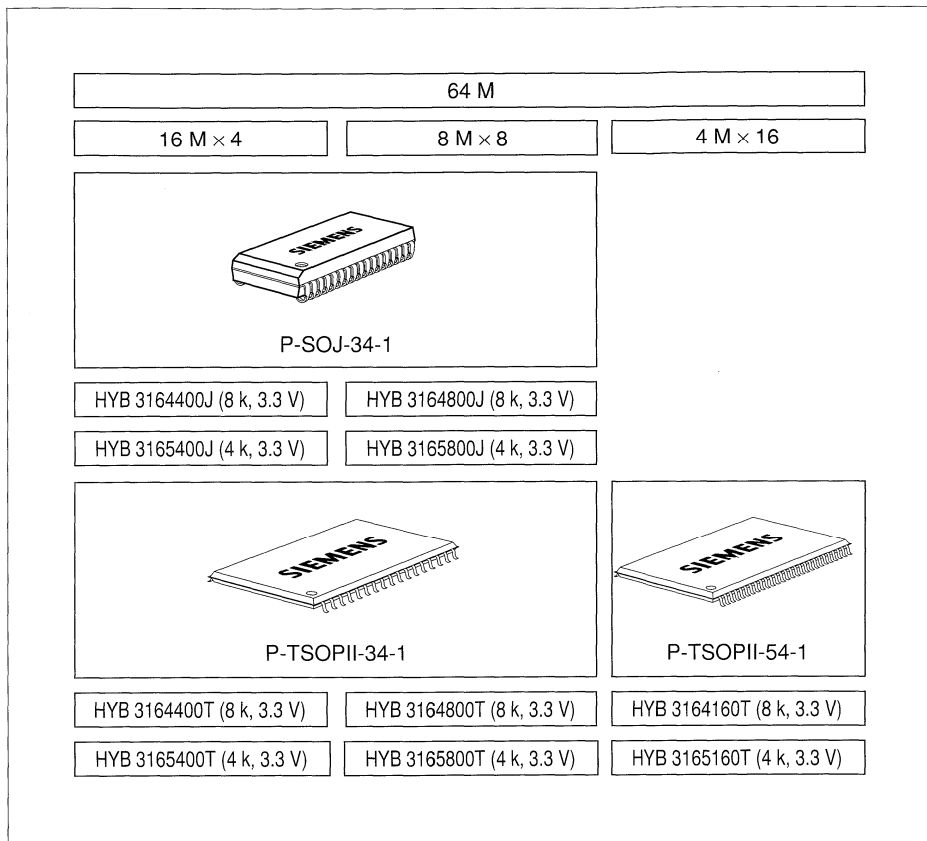 64 M
16 M × 4
8 M × 8
4 M × 16
SIEMENS
P-SOJ-34-1
HYB 3164400J (8 k, 3.3 V)
HYB 3164800J (8 k, 3.3 V)
HYB 3165400J (4 k, 3.3 V)
HYB 3165800J (4 k, 3.3 V)
SIEMENS
P-TSOPII-34-1
SIEMENS
P-TSOPII-54-1
HYB 3164400T (8 k, 3.3 V)
HYB 3164800T (8 k, 3.3 V)
HYB 3164160T (8 k, 3.3 V)
HYB 3165400T (4 k, 3.3 V)
HYB 3165800T (4 k, 3.3 V)
HYB 3165160T (4 k, 3.3 V)